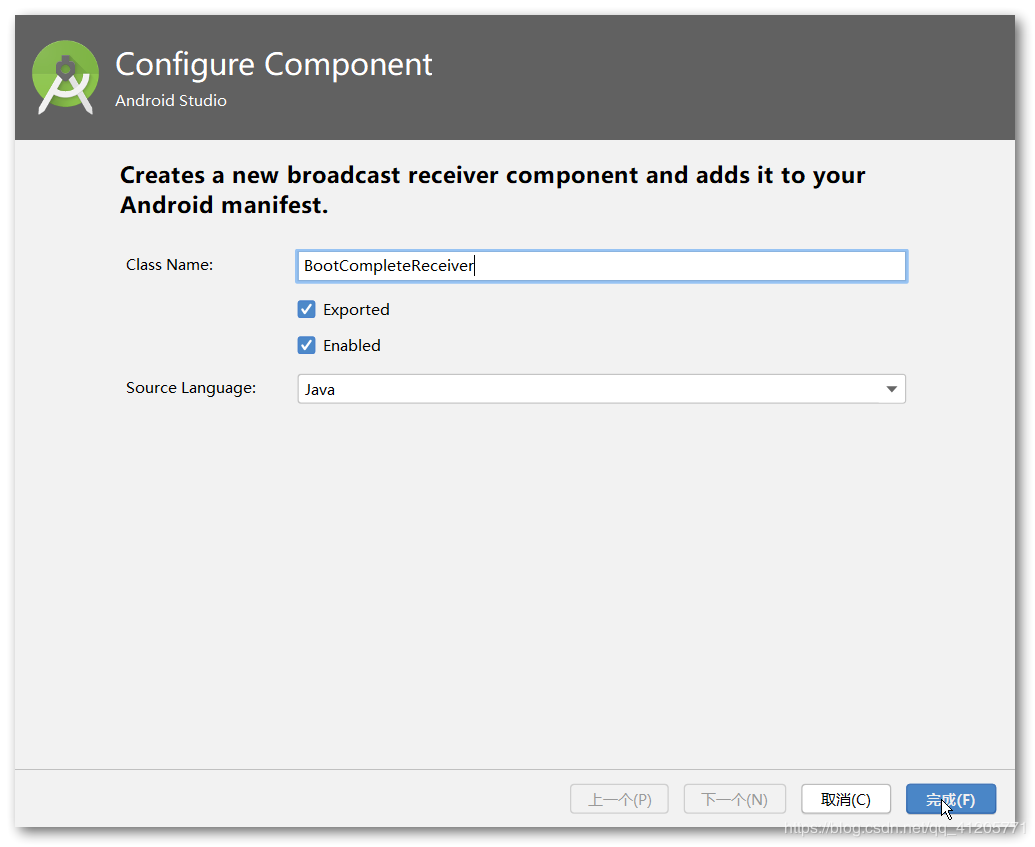 Configure Component
Android Studio
Creates a new broadcast receiver component and adds it to your
Android manifest.
Class Name:
BootCompleteReceiver
Exported
Enabled
Source Language:
Java
上一个(P)
下一个(N)
取消(C)
完成(F)
https://blog.csdn.net/qq_41205771